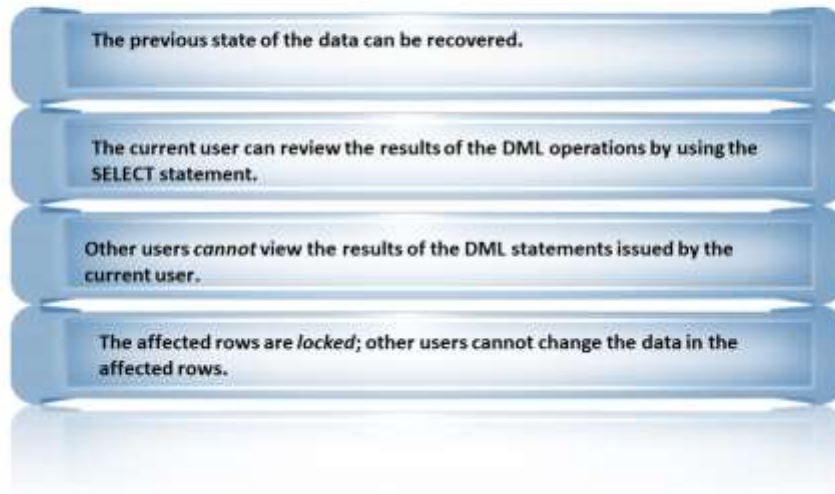 The previous state of the data can be recovered.
The current user can review the results of the DML operations by using the
SELECT statement.
Other users cannot view the results of the DML statements issued by the
current user.
The affected rows are locked; other users cannot change the data in the
affected rows.